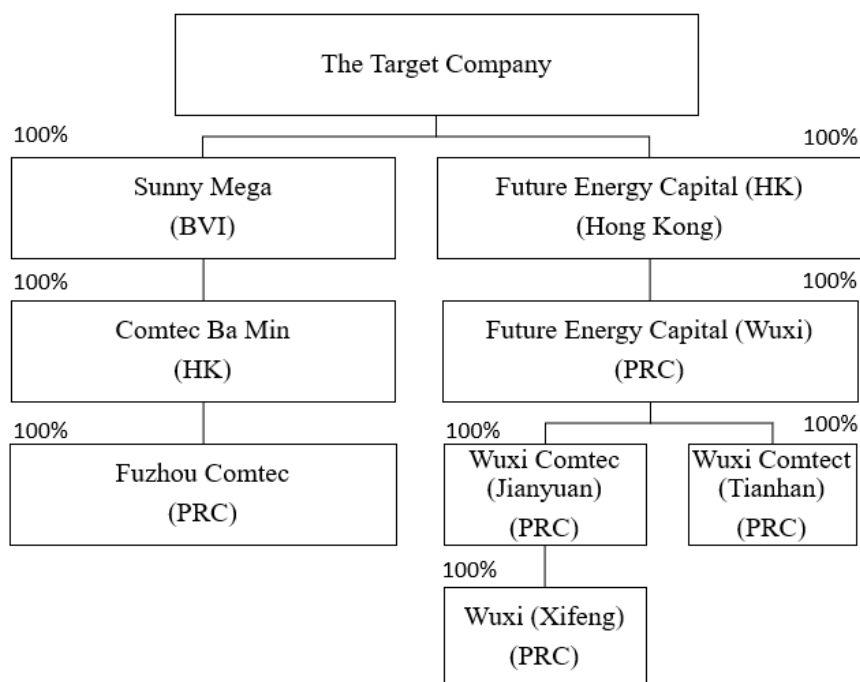 The Target Company
100%
100%
Sunny Mega
(BVI)
Future Energy Capital (HK)
(Hong Kong)
100%
100%
Comtec Ba Min
(HK)
Future Energy Capital (Wuxi)
(PRC)
100%
100%
100%
Fuzhou Comtec
(PRC)
Wuxi Comtec
(Jianyuan)
(PRC)
Wuxi Comtect
(Tianhan)
(PRC)
100%
Wuxi (Xifeng)
(PRC)